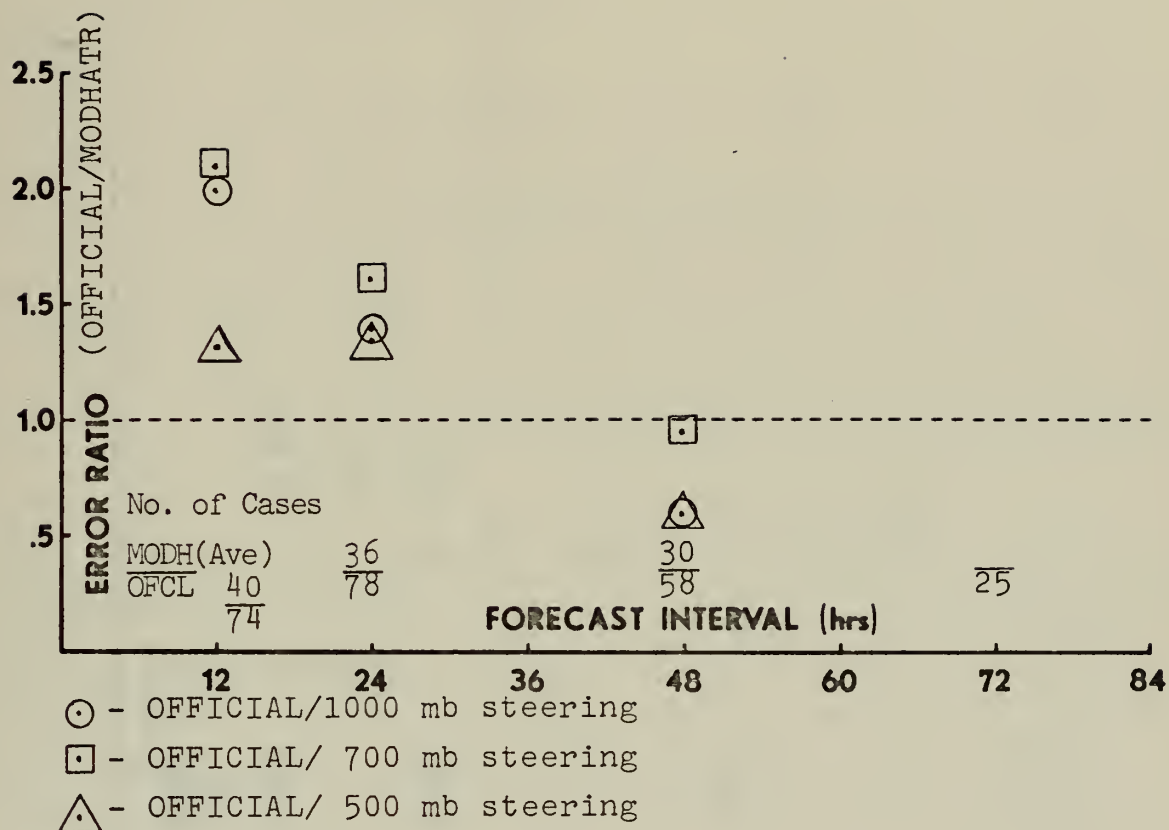 ERROR RATIO (OFFICIAL/MODHATR)
2.5
2.0
1.5
1.0
.5
No. of Cases
MODH(Ave) 36 30
OFCL 40 78 58 25
74
FORECAST INTERVAL (hrs)
12 24 36 48 60 72 84
- OFFICIAL/1000 mb steering
- OFFICIAL/ 700 mb steering
- OFFICIAL/ 500 mb steering